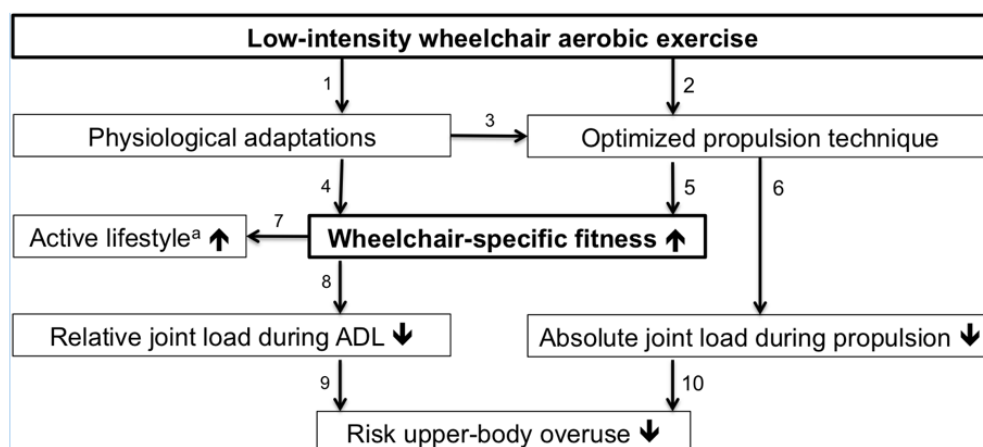 Low-intensity wheelchair aerobic exercise
1
2
Physiological adaptations
3
Optimized propulsion technique
4
5
6
Active lifestyleᵃ ↑
7
Wheelchair-specific fitness ↑
8
Relative joint load during ADL ↓
Absolute joint load during propulsion ↓
9
10
Risk upper-body overuse ↓